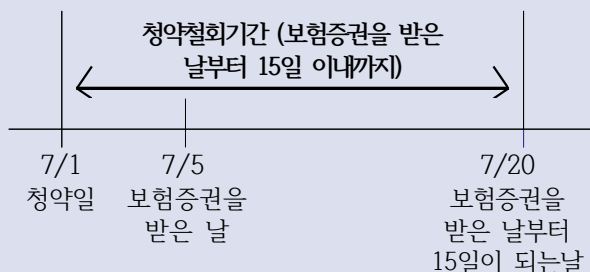 청약철회기간 (보험증권을 받은
날부터 15일 이내까지)
7/1
청약일
7/5
보험증권을
받은 날
7/20
보험증권을
받은 날부터
15일이 되는날